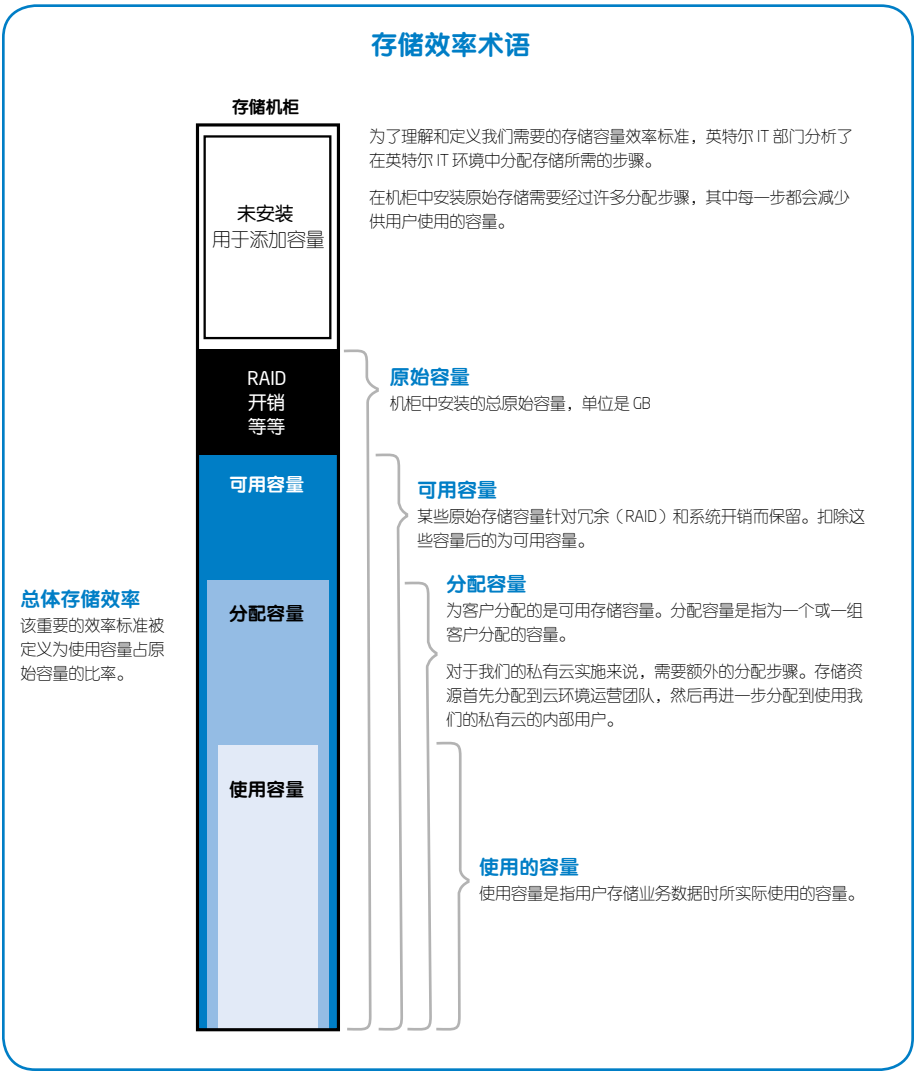 存储效率术语
存储机柜
为了理解和定义我们需要的存储容量效率标准，英特尔 IT 部门分析了
在英特尔 IT 环境中分配存储所需的步骤。
在机柜中安装原始存储需要经过许多分配步骤，其中每一步都会减少
供用户使用的容量。
未安装
用于添加容量
RAID
开销
等等
原始容量
机柜中安装的总原始容量，单位是 GB
可用容量
可用容量
某些原始存储容量针对冗余（RAID）和系统开销而保留。扣除这
些容量后的为可用容量。
总体存储效率
该重要的效率标准被
定义为使用容量占原
始容量的比率。
分配容量
分配容量
为客户分配的是可用存储容量。分配容量是指为一个或一组
客户分配的容量。
对于我们的私有云实施来说，需要额外的分配步骤。存储资
源首先分配到云环境运营团队，然后再进一步分配到使用我
们的私有云的内部用户。
使用容量
使用的容量
使用容量是指用户存储业务数据时所实际使用的容量。